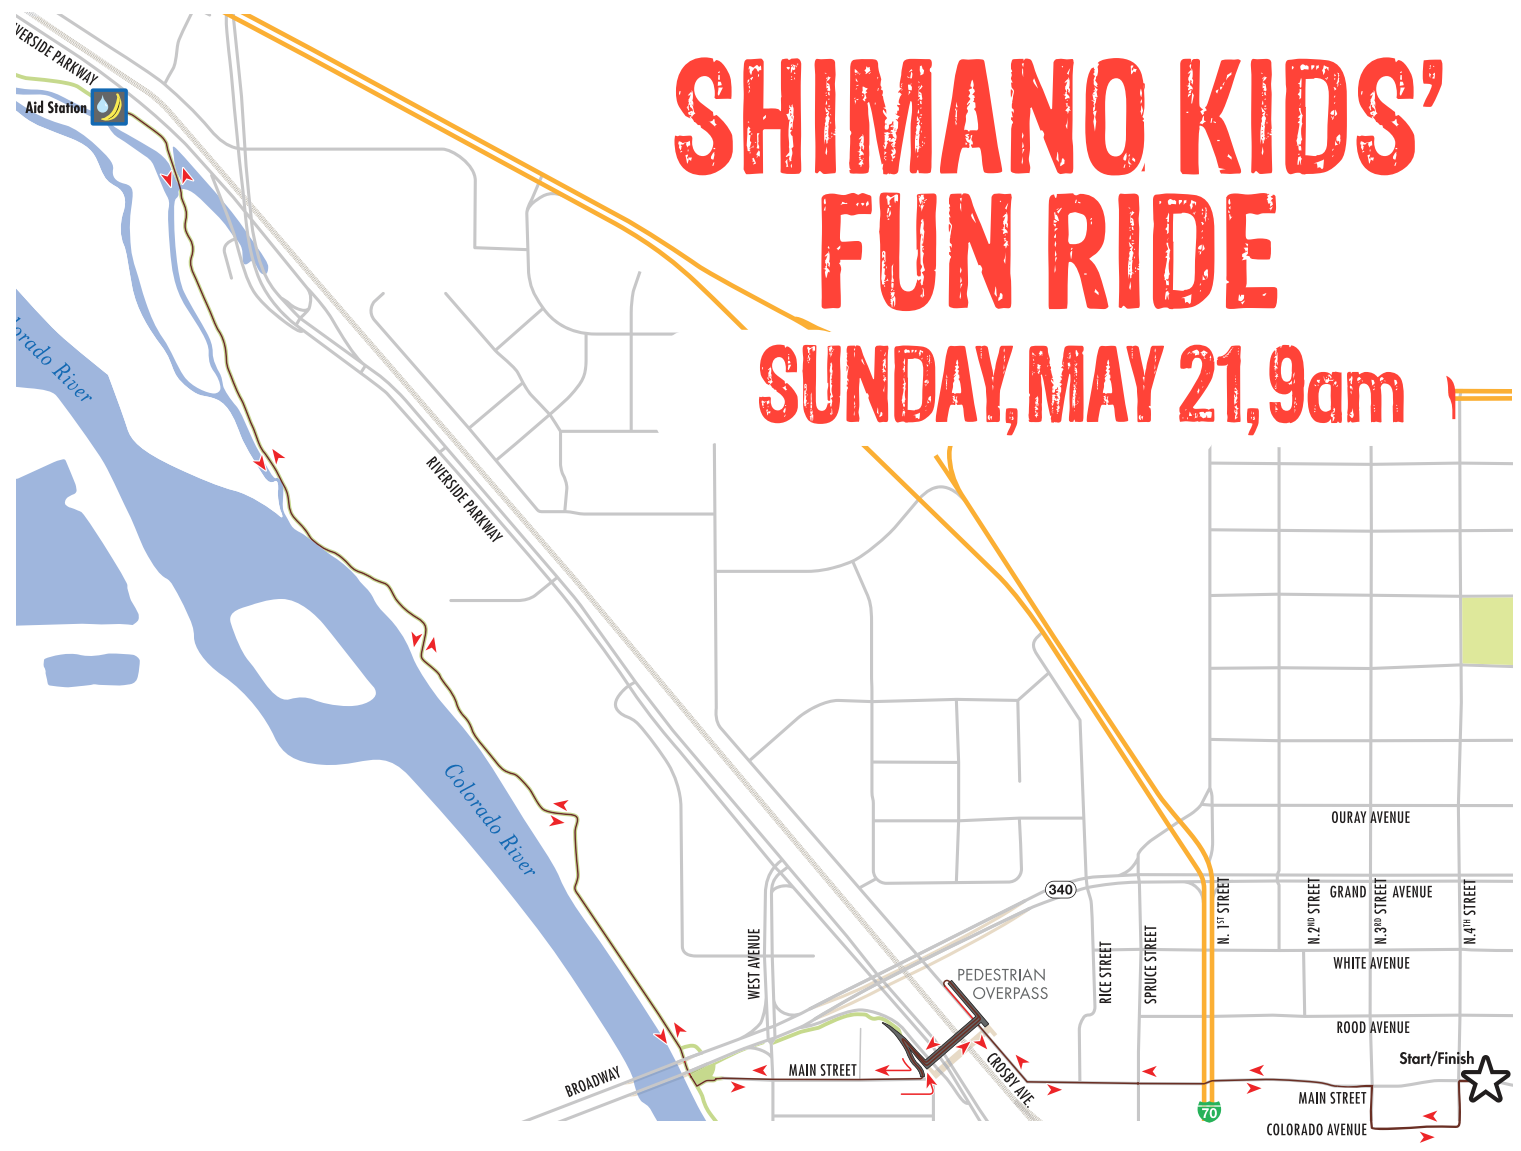 SHIMANO KIDS'
FUN RIDE
SUNDAY, MAY 21, 9am
VERSIDE PARKWAY
Aid Station
orado River
RIVERSIDE PARKWAY
Colorado River
OURAY AVENUE
340
GRAND AVENUE
N. 1ST STREET
N.2ND STREET
N.3RD STREET
N.4TH STREET
WEST AVENUE
RICE STREET
SPRUCE STREET
WHITE AVENUE
PEDESTRIAN
OVERPASS
ROOD AVENUE
Start/Finish
BROADWAY
MAIN STREET
CROSBY AVE.
MAIN STREET
70
COLORADO AVENUE